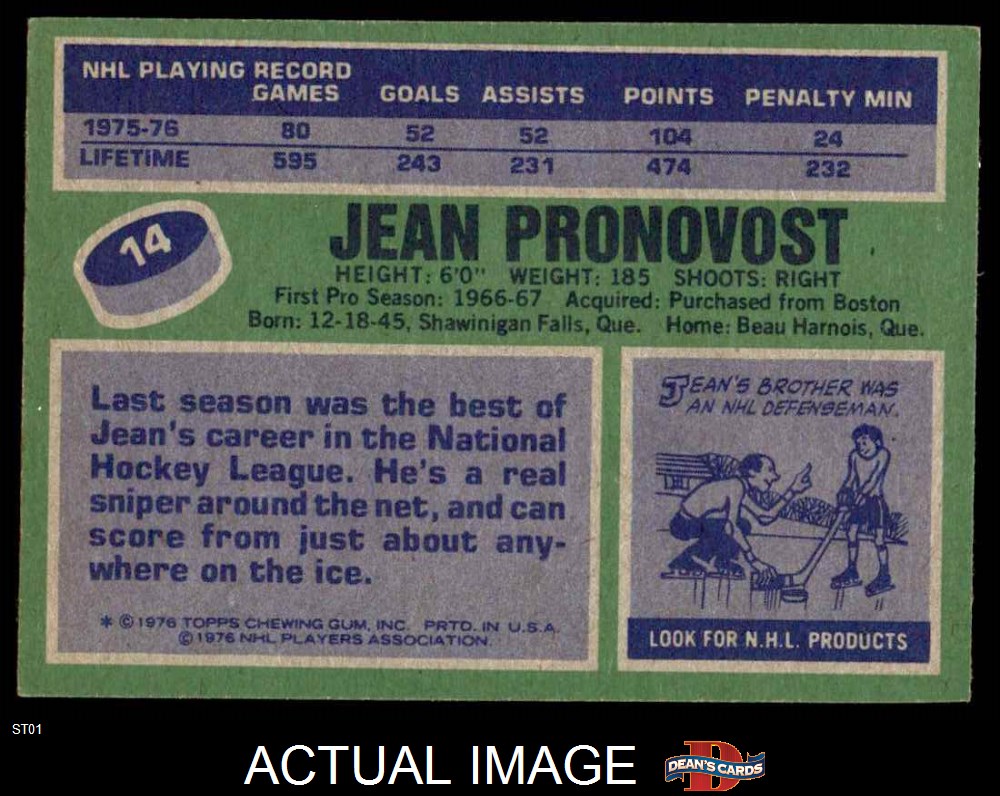 NHL PLAYING RECORD
GAMES GOALS ASSISTS POINTS PENALTY MIN
1975-76 80 52 52 104 24
LIFETIME 595 243 231 474 232
14
JEAN PRONOVOST
HEIGHT: 6'0" WEIGHT: 185 SHOOTS: RIGHT
First Pro Season: 1966-67 Acquired: Purchased from Boston
Born: 12-18-45, Shawinigan Falls, Que. Home: Beau Harnois, Que.
Last season was the best of
Jean's career in the National
Hockey League. He's a real
sniper around the net, and can
score from just about any-
where on the ice.
* © 1976 TOPPS CHEWING GUM, INC. PRTD. IN U.S.A.
© 1976 NHL PLAYERS ASSOCIATION.
JEAN'S BROTHER WAS
AN NHL DEFENSEMAN.
LOOK FOR N.H.L. PRODUCTS
ST01
ACTUAL IMAGE
D
DEAN'S CARDS